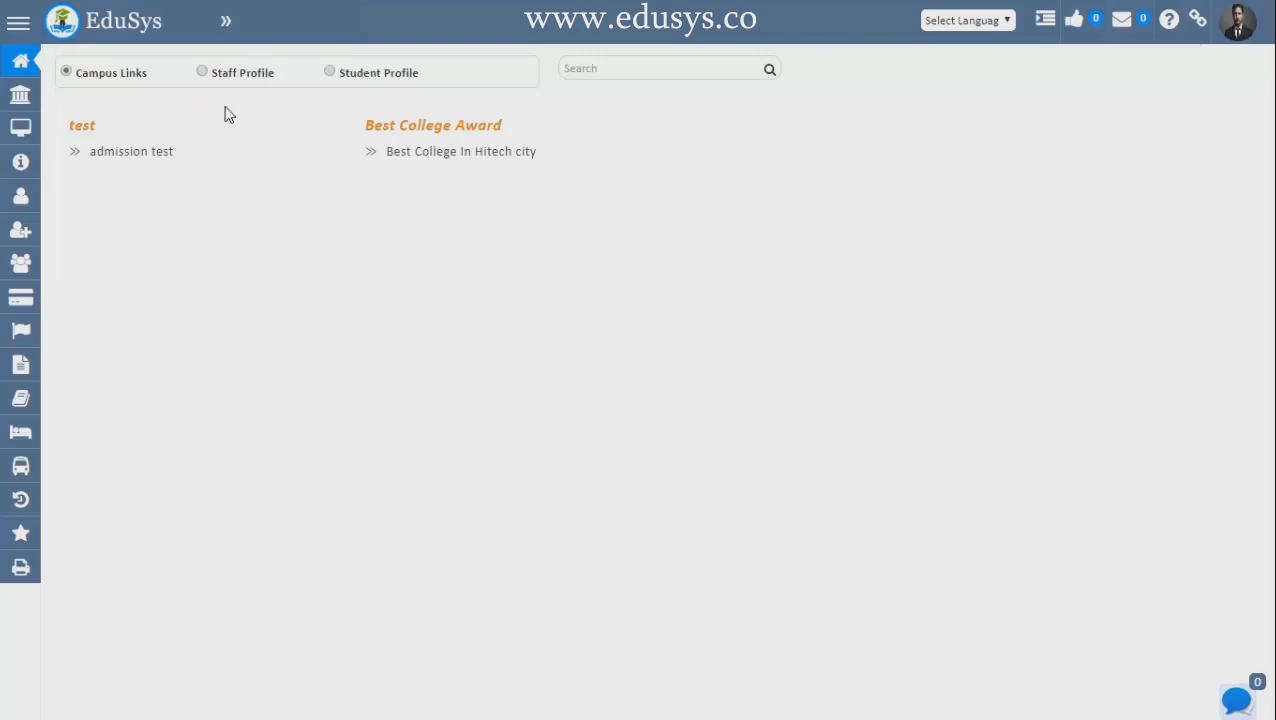 EduSys »
www.edusys.co
Select Languag
0
0
Campus Links
Staff Profile
Student Profile
Search
test
admission test
Best College Award
Best College In Hitech city
0